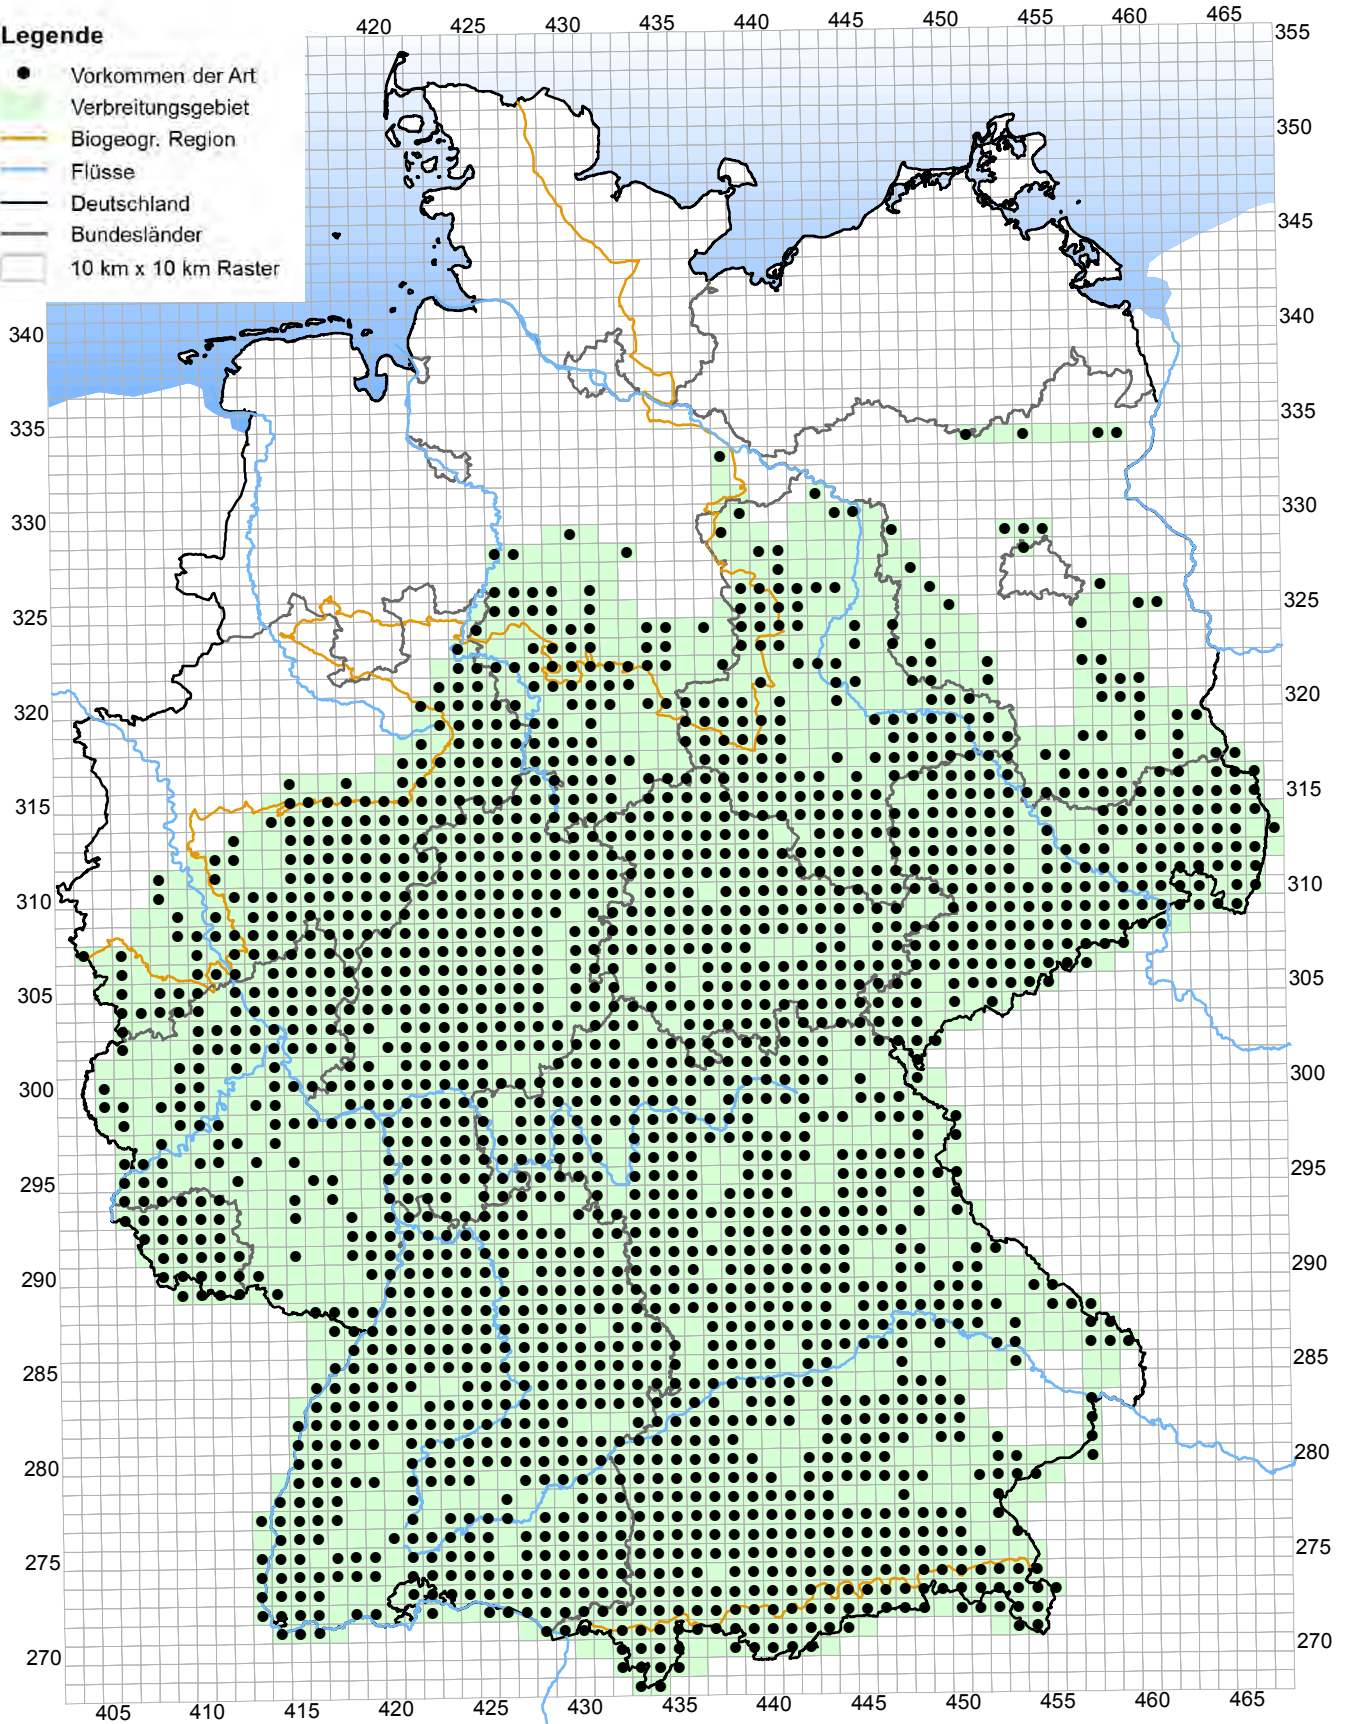 420 425 430 435 440 445 450 455 460 465
355
Legende
Vorkommen der Art
Verbreitungsgebiet
Biogeogr. Region
Flüsse
Deutschland
Bundesländer
10 km x 10 km Raster
350
345
340 340
335 335
330 330
325 325
320 320
315 315
310 310
305 305
300 300
295 295
290 290
285 285
280 280
275 275
270 270
405 410 415 420 425 430 435 440 445 450 455 460 465